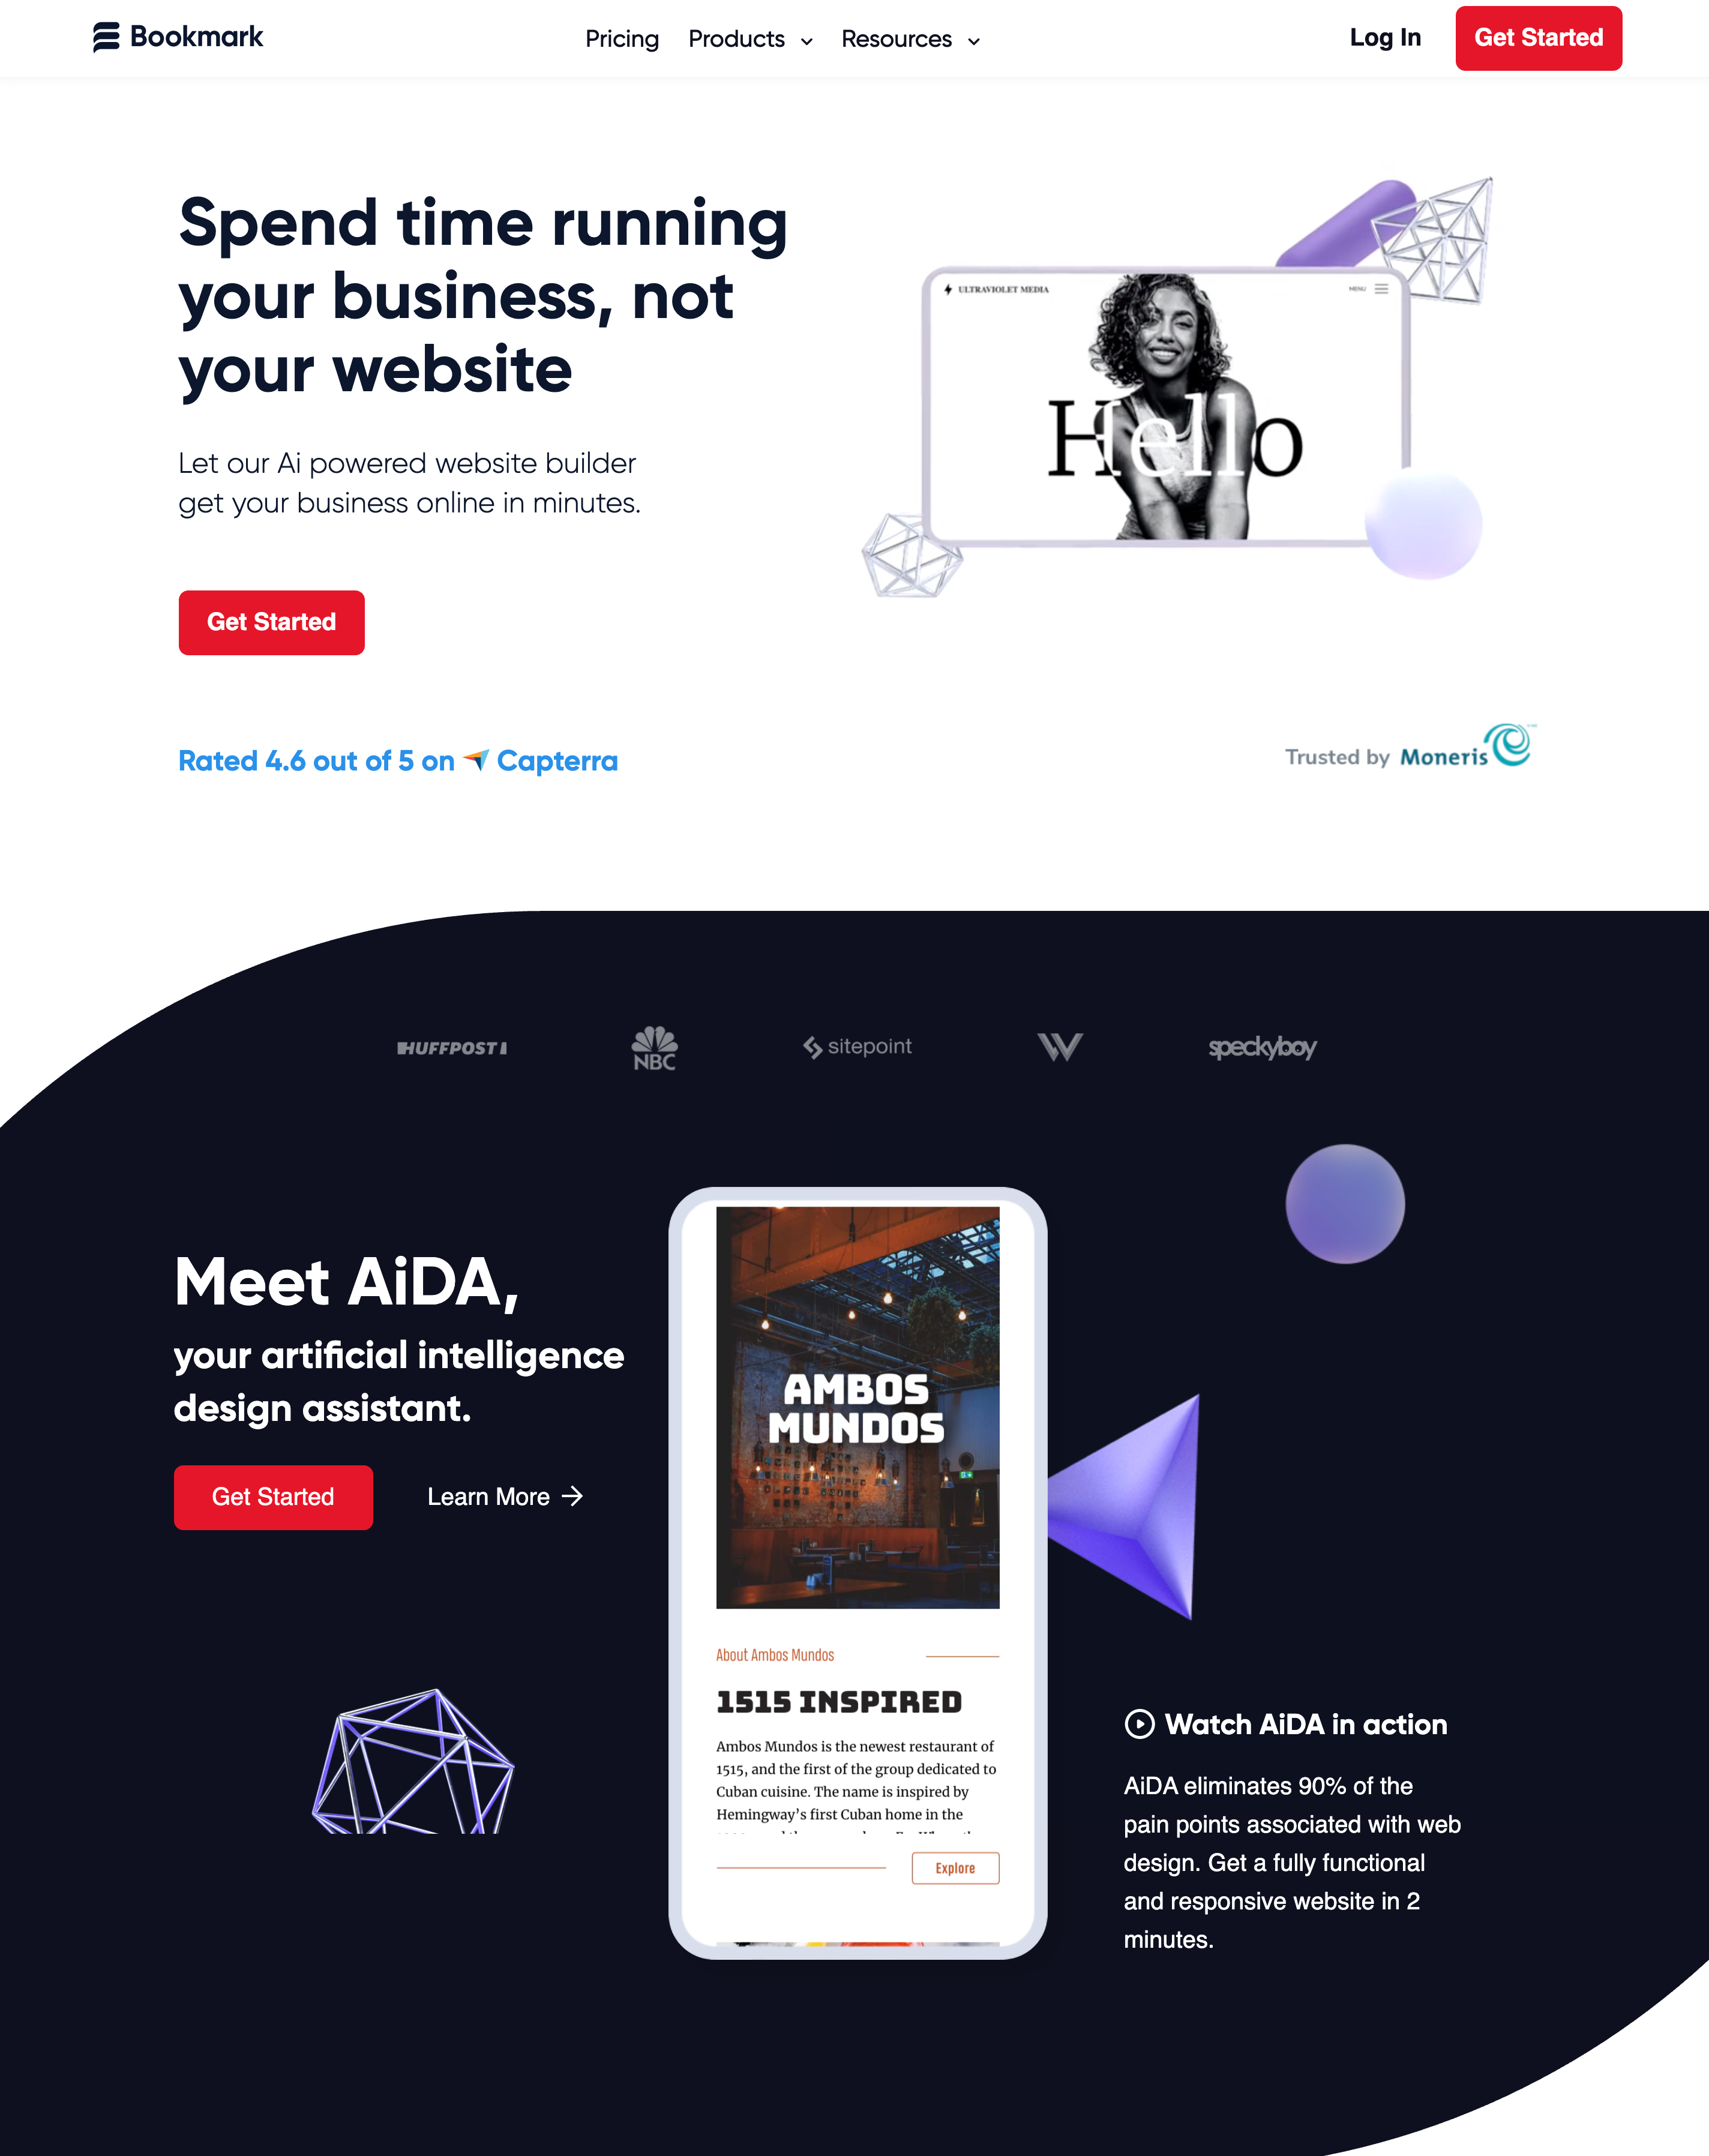 Bookmark
Pricing
Products
Resources
Log In
Get Started
Spend time running
your business, not
your website
Let our Ai powered website builder
get your business online in minutes.
Get Started
ULTRAVIOLET MEDIA
MENU
Hello
Rated 4.6 out of 5 on Capterra
Trusted by Moneris
HUFFPOST
NBC
sitepoint
W
speckyboy
Meet AiDA,
your artificial intelligence
design assistant.
Get Started
Learn More →
AMBOS
MUNDOS
About Ambos Mundos
1515 INSPIRED
Ambos Mundos is the newest restaurant of
1515, and the first of the group dedicated to
Cuban cuisine. The name is inspired by
Hemingway's first Cuban home in the
Explore
Watch AiDA in action
AiDA eliminates 90% of the
pain points associated with web
design. Get a fully functional
and responsive website in 2
minutes.